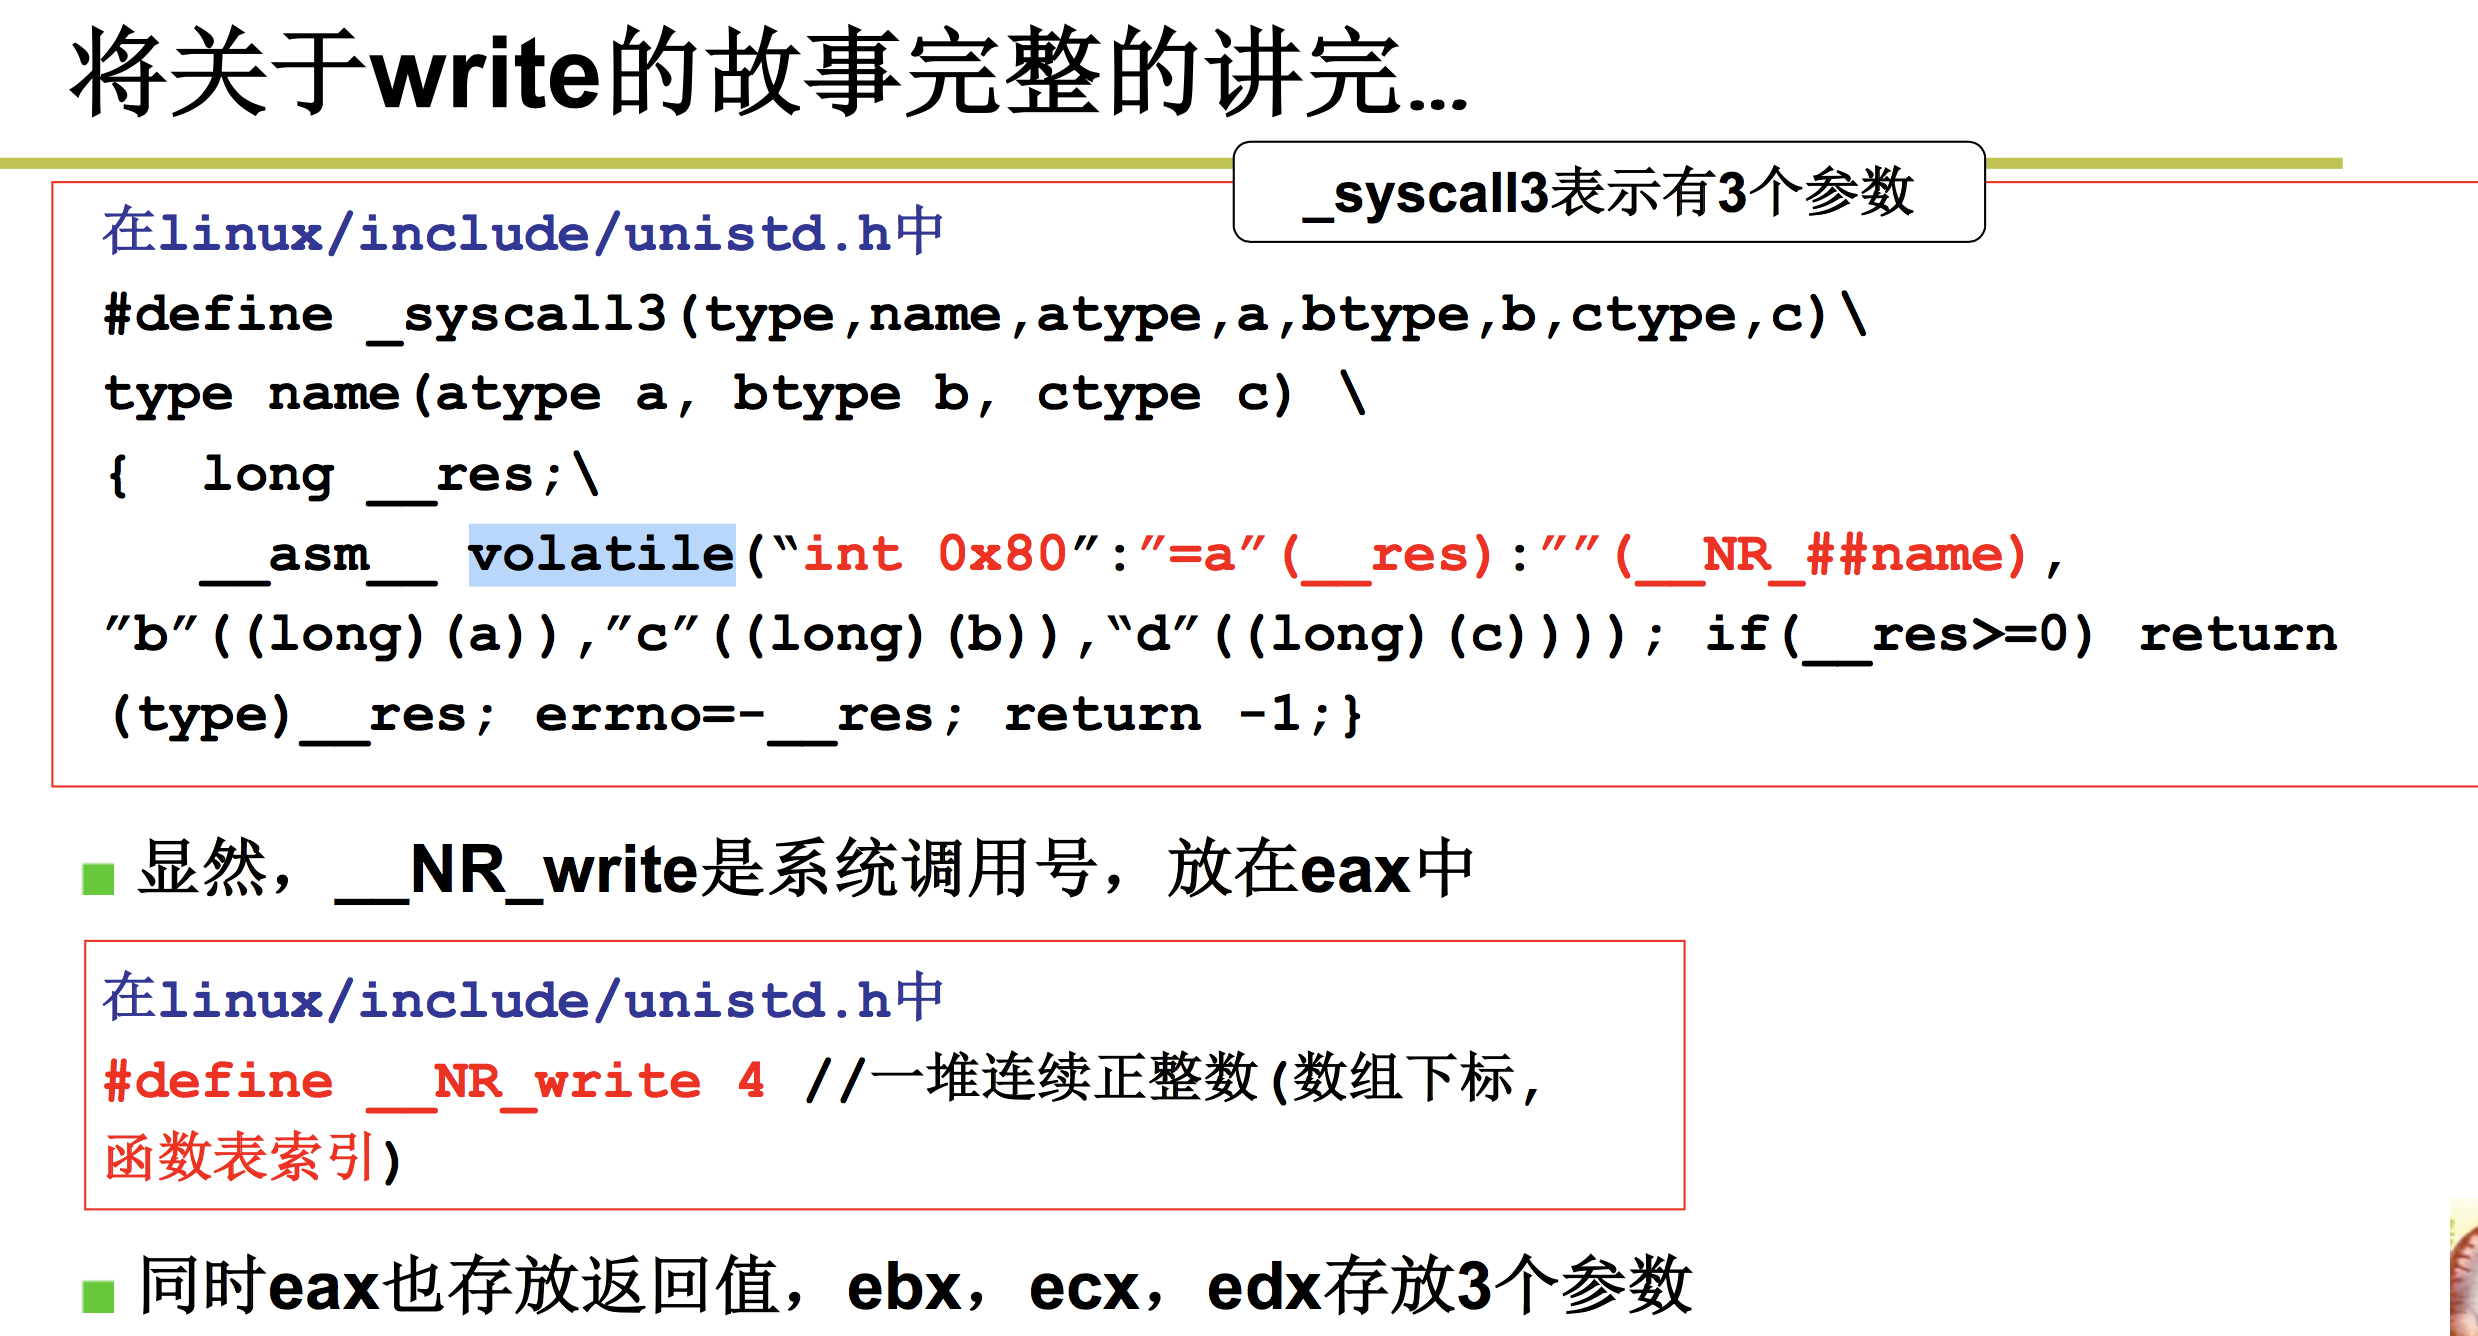 将关于write的故事完整的讲完...
_syscall3表示有3个参数
在linux/include/unistd.h中
#define _syscall3(type,name,atype,a,btype,b,ctype,c)\
type name(atype a, btype b, ctype c) \
{  long __res;\
__asm__ volatile(“int 0x80”:”=a”(__res):””(__NR_##name),
”b”((long)(a)),”c”((long)(b)),“d”((long)(c)))); if(__res>=0) return
(type)__res; errno=-__res; return -1;}
显然，__NR_write是系统调用号，放在eax中
在linux/include/unistd.h中
#define __NR_write 4 //一堆连续正整数(数组下标,
函数表索引)
同时eax也存放返回值，ebx，ecx，edx存放3个参数